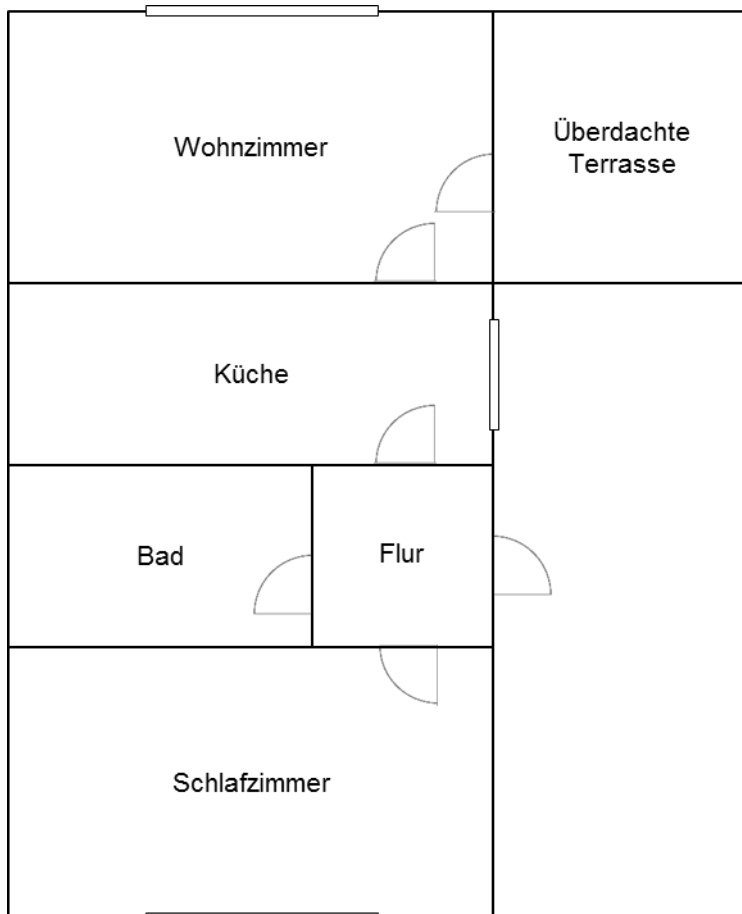 Wohnzimmer
Überdachte
Terrasse
Küche
Bad
Flur
Schlafzimmer